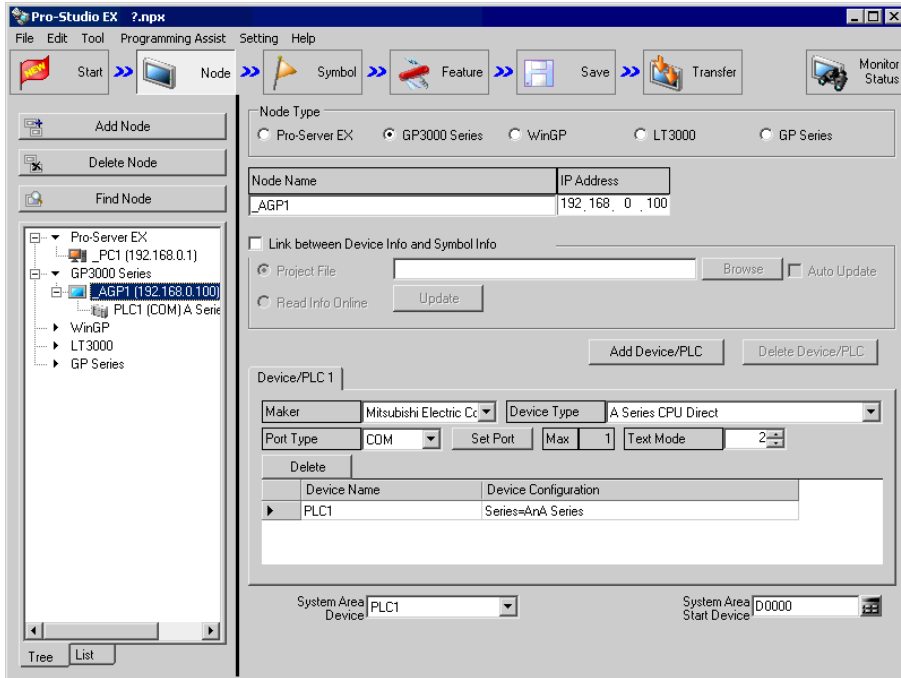 Pro-Studio EX ?.npx
File Edit Tool Programming Assist Setting Help
NEW Start Node Symbol Feature Save Transfer Monitor Status
Add Node
Delete Node
Find Node
Pro-Server EX
_PC1 (192.168.0.1)
GP3000 Series
_AGP1 (192.168.0.100)
PLC1 (COM) A Serie
WinGP
LT3000
GP Series
Tree List
Node Type
Pro-Server EX GP3000 Series WinGP LT3000 GP Series
Node Name IP Address
_AGP1 192.168. 0 .100
Link between Device Info and Symbol Info
Project File Browse Auto Update
Read Info Online Update
Add Device/PLC Delete Device/PLC
Device/PLC 1
Maker Mitsubishi Electric Co Device Type A Series CPU Direct
Port Type COM Set Port Max 1 Text Mode 2
Delete
Device Name Device Configuration
PLC1 Series=AnA Series
System Area Device PLC1 System Area Start Device D0000